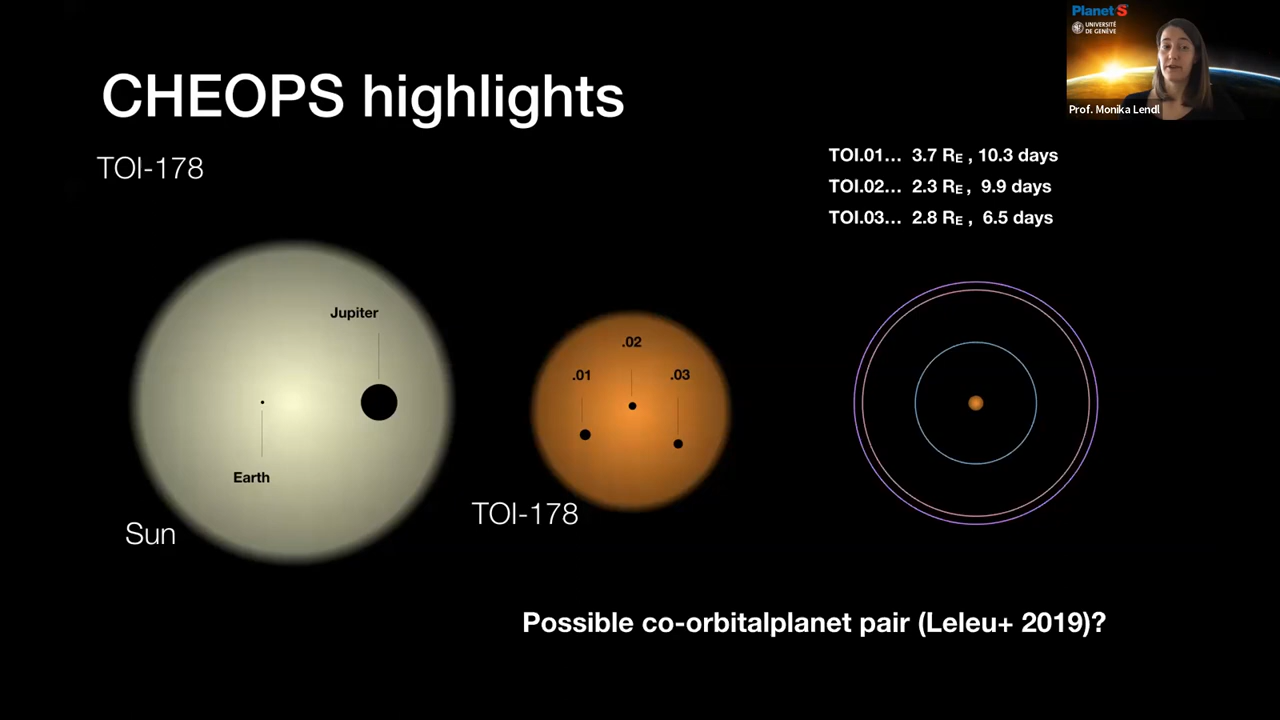 Planet S
UNIVERSITÉ
DE GENÈVE
Prof. Monika Lendl
CHEOPS highlights
TOI-178
TOI.01... 3.7 RE , 10.3 days
TOI.02... 2.3 RE , 9.9 days
TOI.03... 2.8 RE , 6.5 days
Jupiter
Earth
Sun
.02
.01
.03
TOI-178
Possible co-orbitalplanet pair (Leleu+ 2019)?